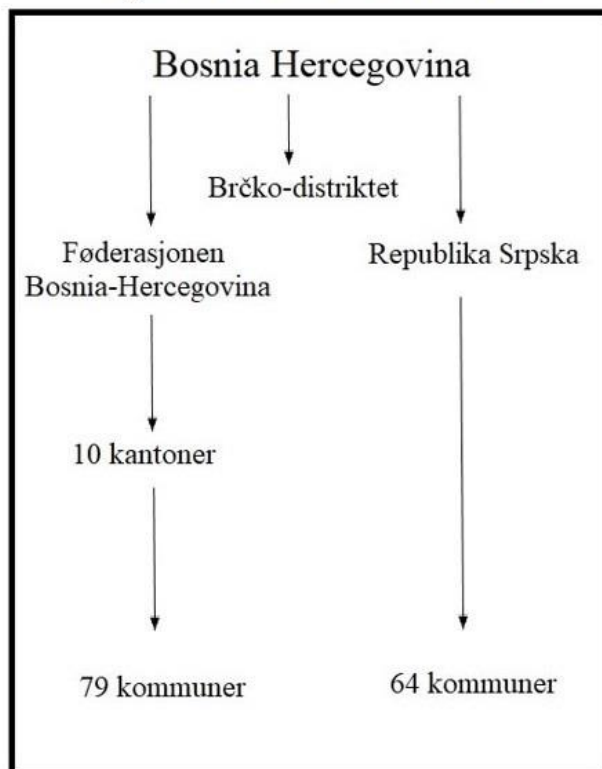 Bosnia Hercegovina
Brčko-distriktet
Føderasjonen
Bosnia-Hercegovina
Republika Srpska
10 kantoner
79 kommuner
64 kommuner